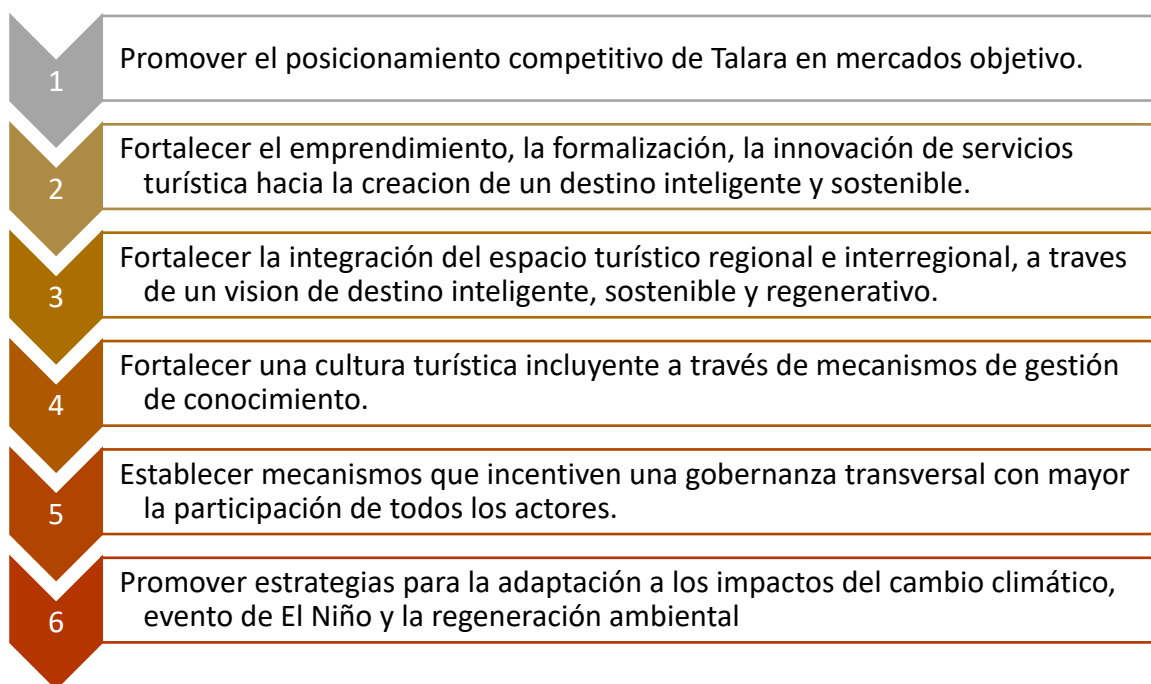 1
Promover el posicionamiento competitivo de Talara en mercados objetivo.
2
Fortalecer el emprendimiento, la formalización, la innovación de servicios
turística hacia la creacion de un destino inteligente y sostenible.
3
Fortalecer la integración del espacio turístico regional e interregional, a traves
de un vision de destino inteligente, sostenible y regenerativo.
4
Fortalecer una cultura turística incluyente a través de mecanismos de gestión
de conocimiento.
5
Establecer mecanismos que incentiven una gobernanza transversal con mayor
la participación de todos los actores.
6
Promover estrategias para la adaptación a los impactos del cambio climático,
evento de El Niño y la regeneración ambiental